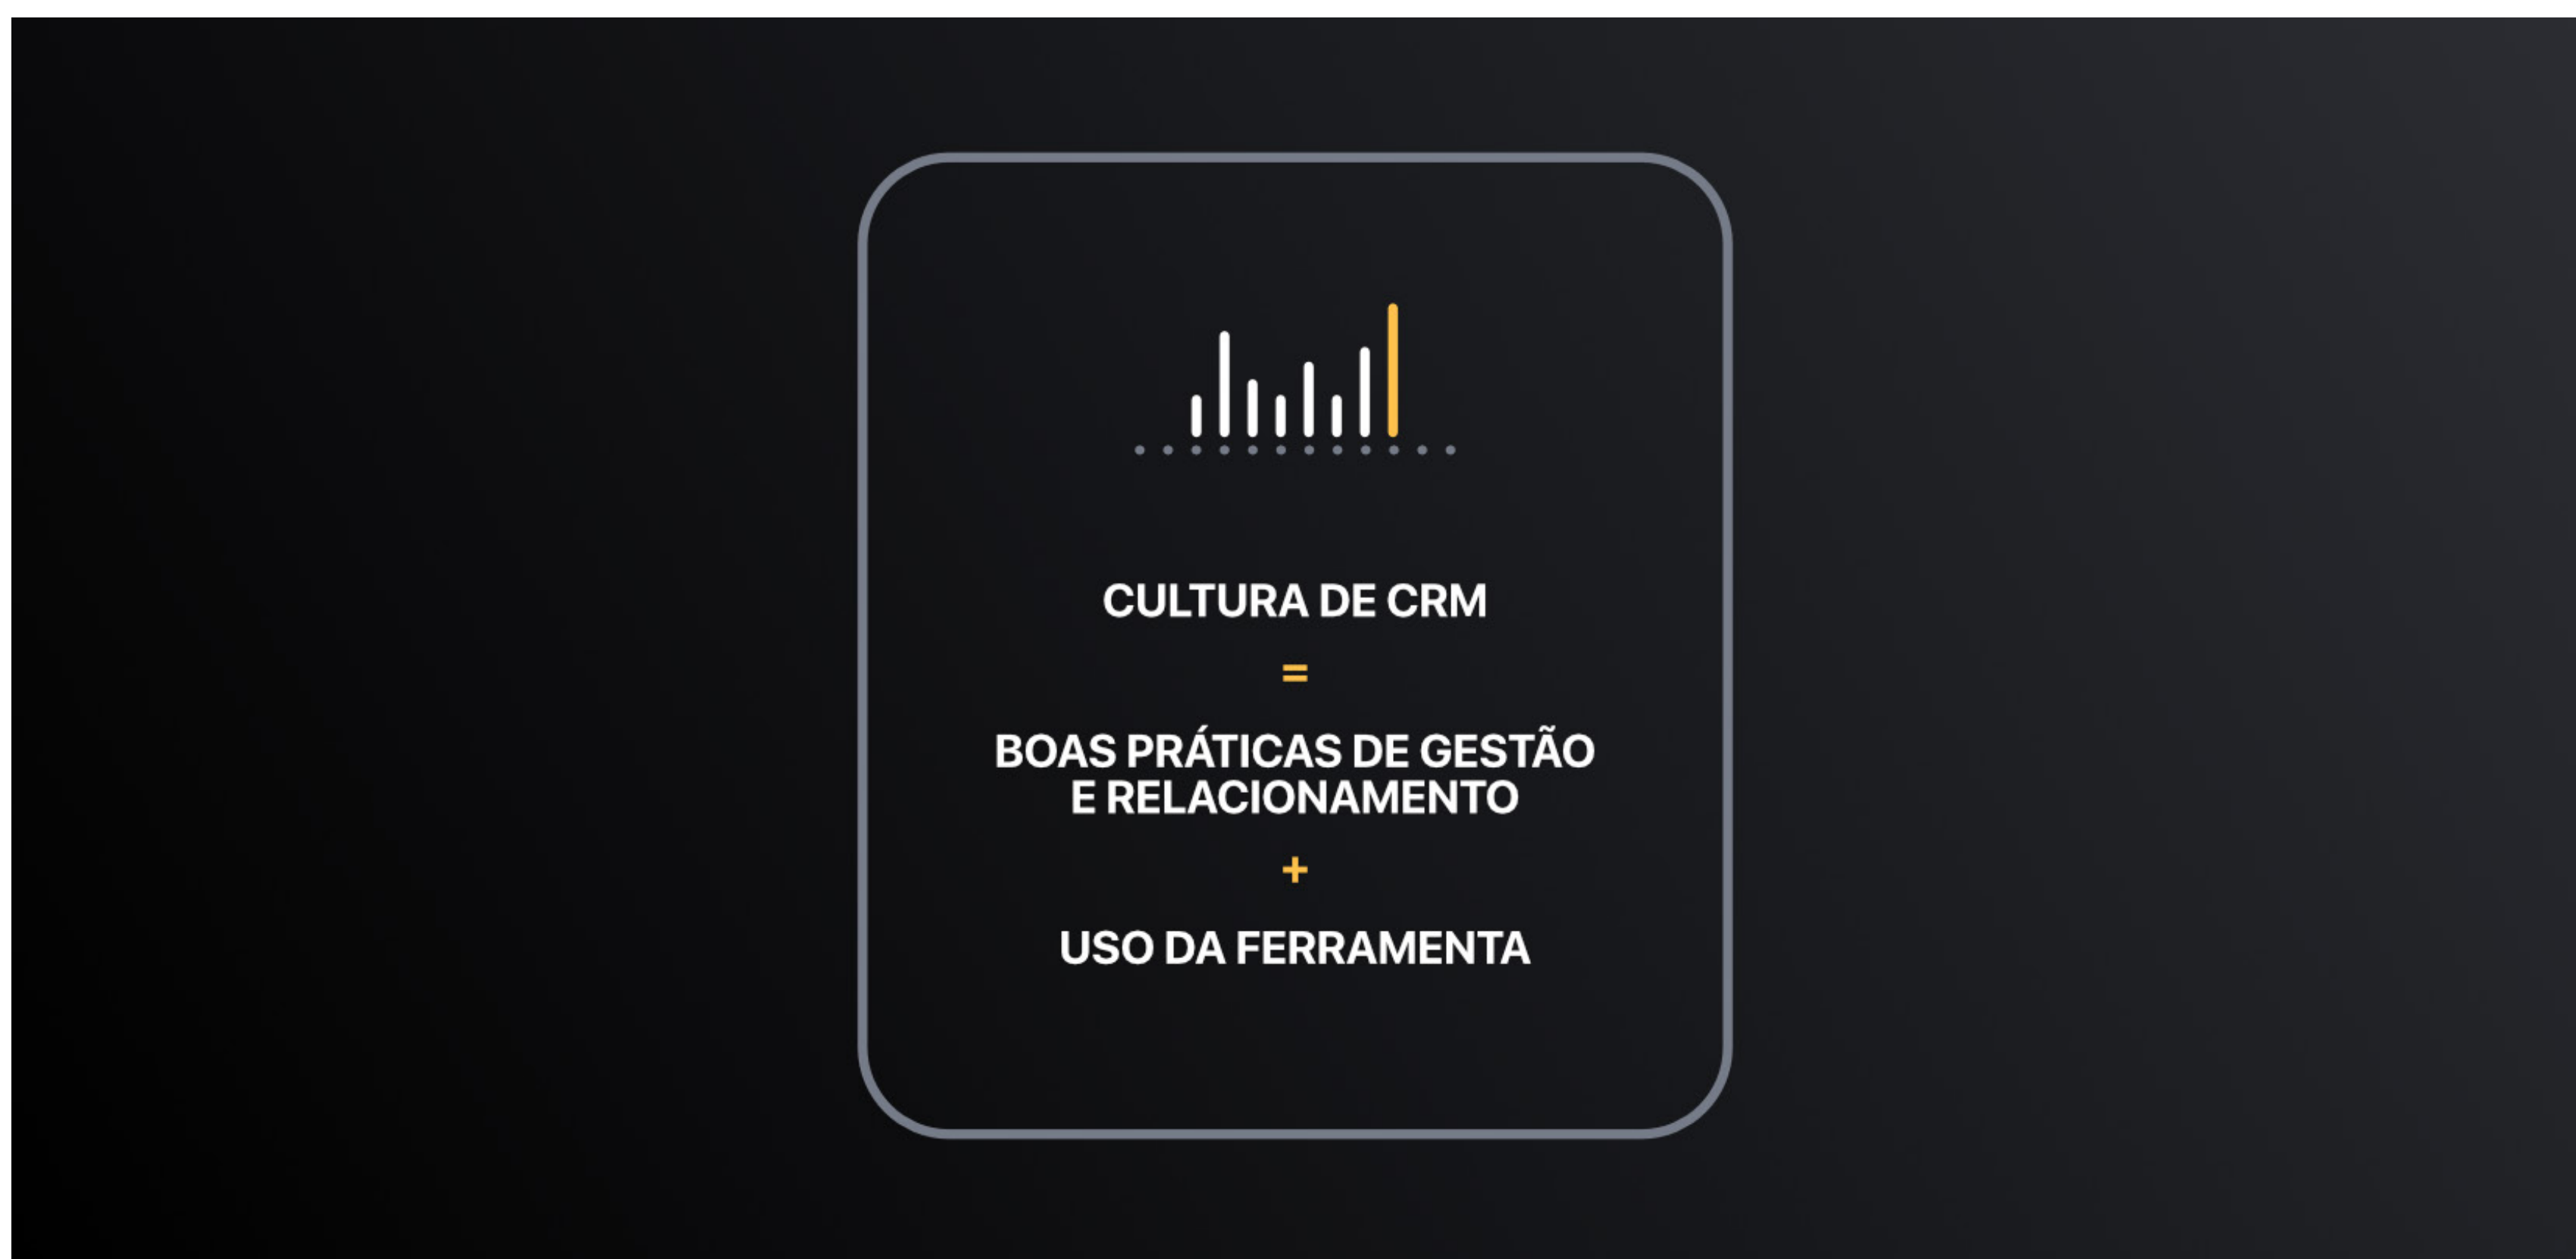 CULTURA DE CRM
=
BOAS PRÁTICAS DE GESTÃO
E RELACIONAMENTO
+
USO DA FERRAMENTA